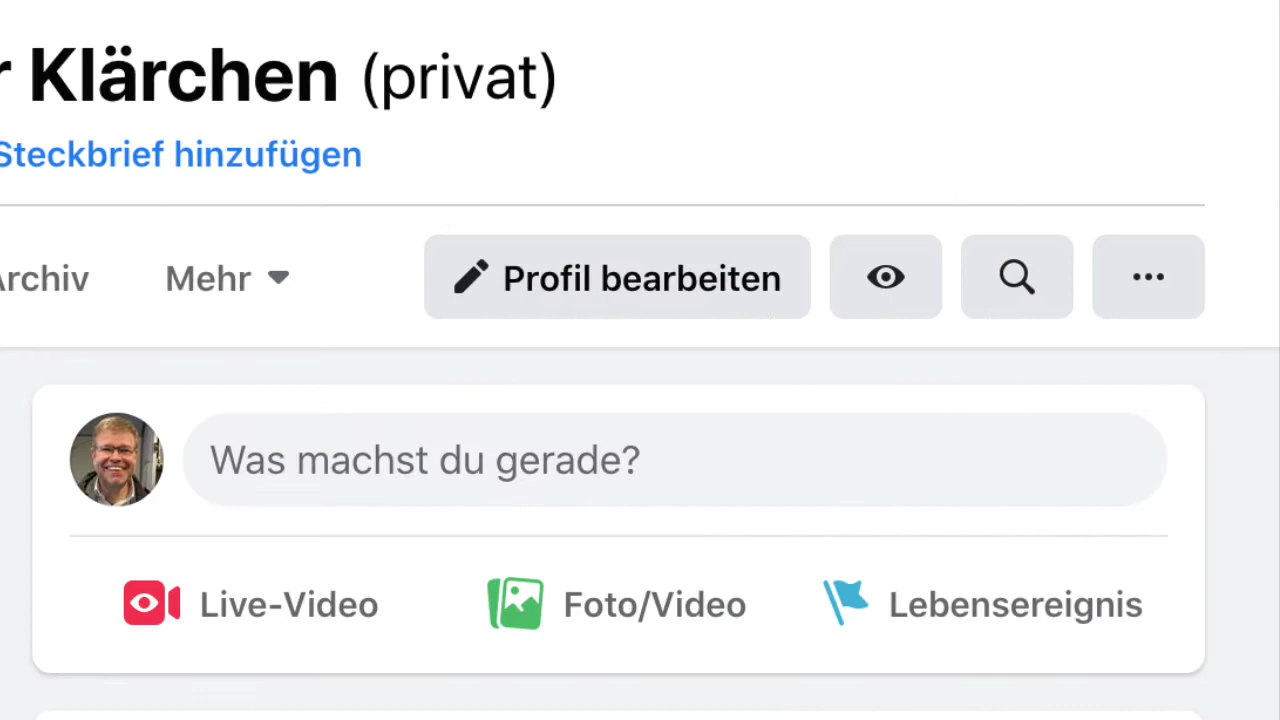 r Klärchen (privat)
Steckbrief hinzufügen
Archiv Mehr Profil bearbeiten
Was machst du gerade?
Live-Video Foto/Video Lebensereignis